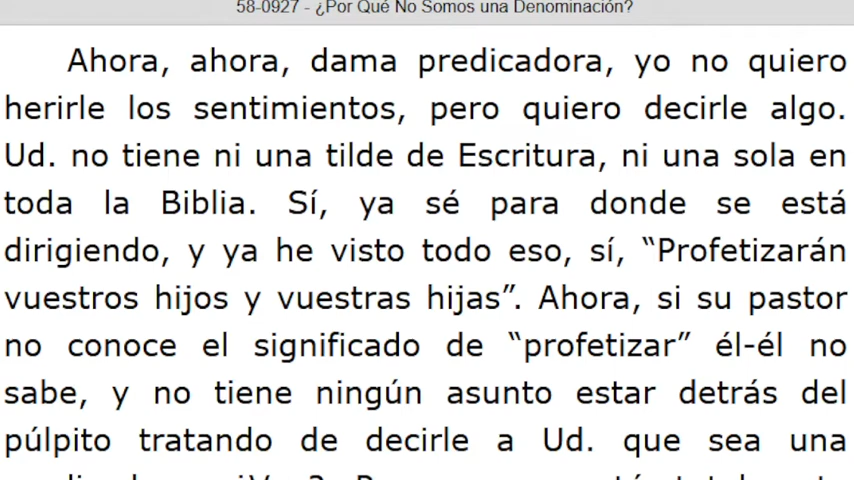 58-0927 - ¿Por Qué No Somos una Denominación?
Ahora, ahora, dama predicadora, yo no quiero
herirle los sentimientos, pero quiero decirle algo.
Ud. no tiene ni una tilde de Escritura, ni una sola en
toda la Biblia. Sí, ya sé para donde se está
dirigiendo, y ya he visto todo eso, sí, “Profetizarán
vuestros hijos y vuestras hijas”. Ahora, si su pastor
no conoce el significado de “profetizar” él-él no
sabe, y no tiene ningún asunto estar detrás del
púlpito tratando de decirle a Ud. que sea una